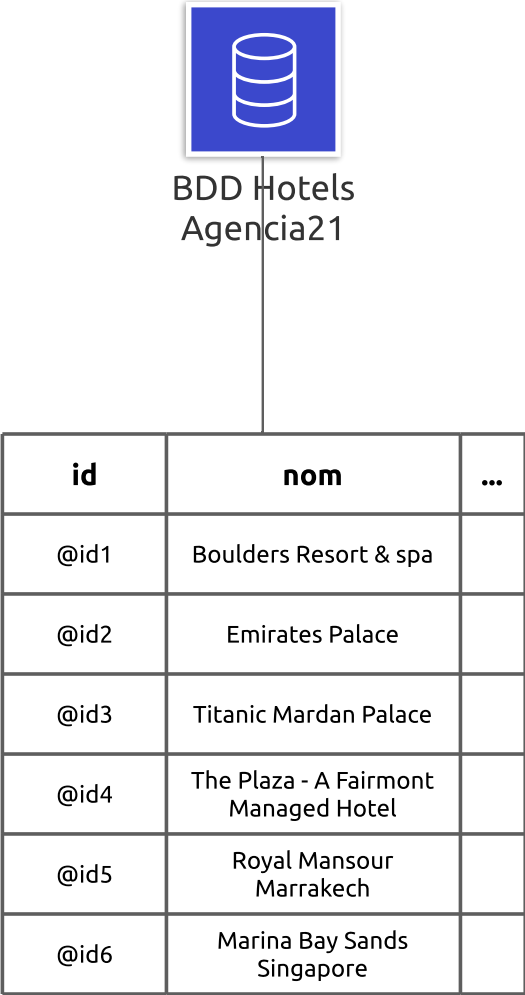 BDD Hotels
Agencia21
id nom ...
@id1 Boulders Resort & spa
@id2 Emirates Palace
@id3 Titanic Mardan Palace
@id4 The Plaza - A Fairmont
Managed Hotel
@id5 Royal Mansour
Marrakech
@id6 Marina Bay Sands
Singapore